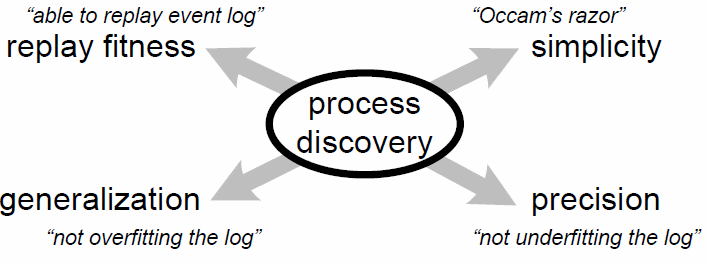 “able to replay event log”
“Occam’s razor”
replay fitness
simplicity
process
discovery
generalization
precision
“not overfitting the log”
“not underfitting the log”